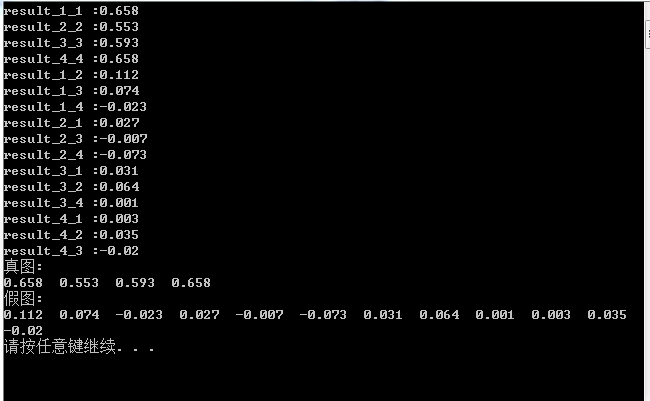 result_1_1 :0.658
result_2_2 :0.553
result_3_3 :0.593
result_4_4 :0.658
result_1_2 :0.112
result_1_3 :0.074
result_1_4 :-0.023
result_2_1 :0.027
result_2_3 :-0.007
result_2_4 :-0.073
result_3_1 :0.031
result_3_2 :0.064
result_3_4 :0.001
result_4_1 :0.003
result_4_2 :0.035
result_4_3 :-0.02
真图:
0.658  0.553  0.593  0.658
假图:
0.112  0.074  -0.023  0.027  -0.007  -0.073  0.031  0.064  0.001  0.003  0.035
-0.02
请按任意键继续. . .